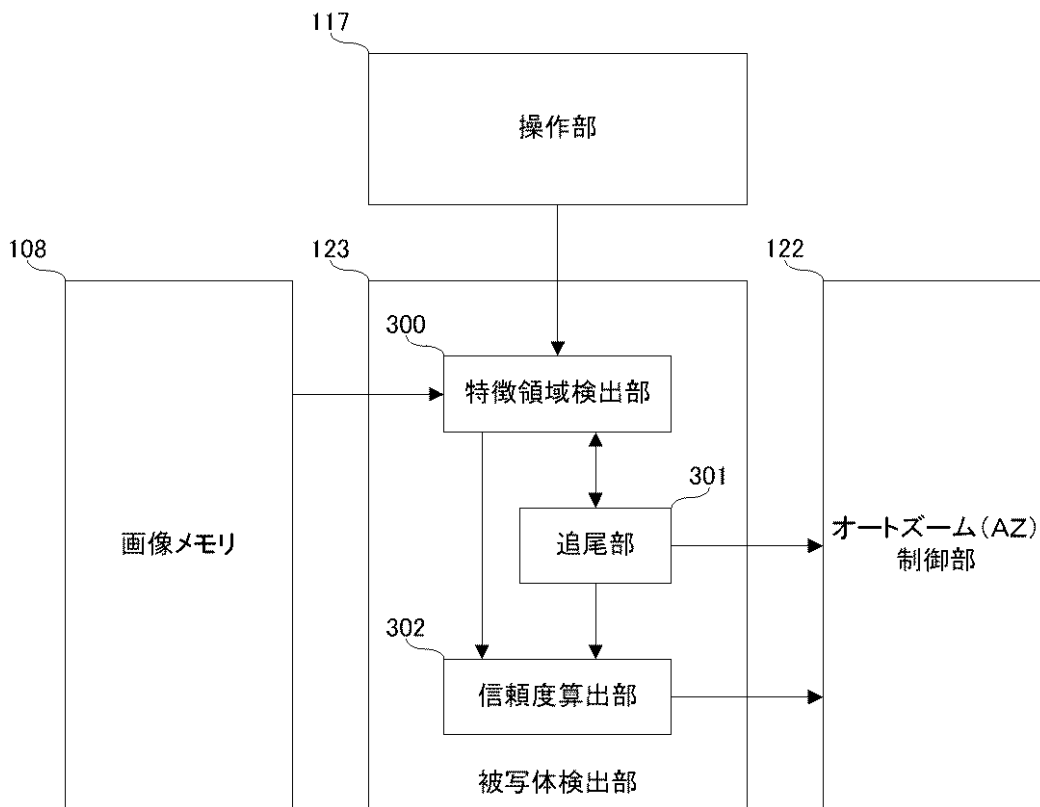 117
操作部
108
123
122
300
特徴領域検出部
301
追尾部
画像メモリ
オートズーム(AZ)
制御部
302
信頼度算出部
被写体検出部